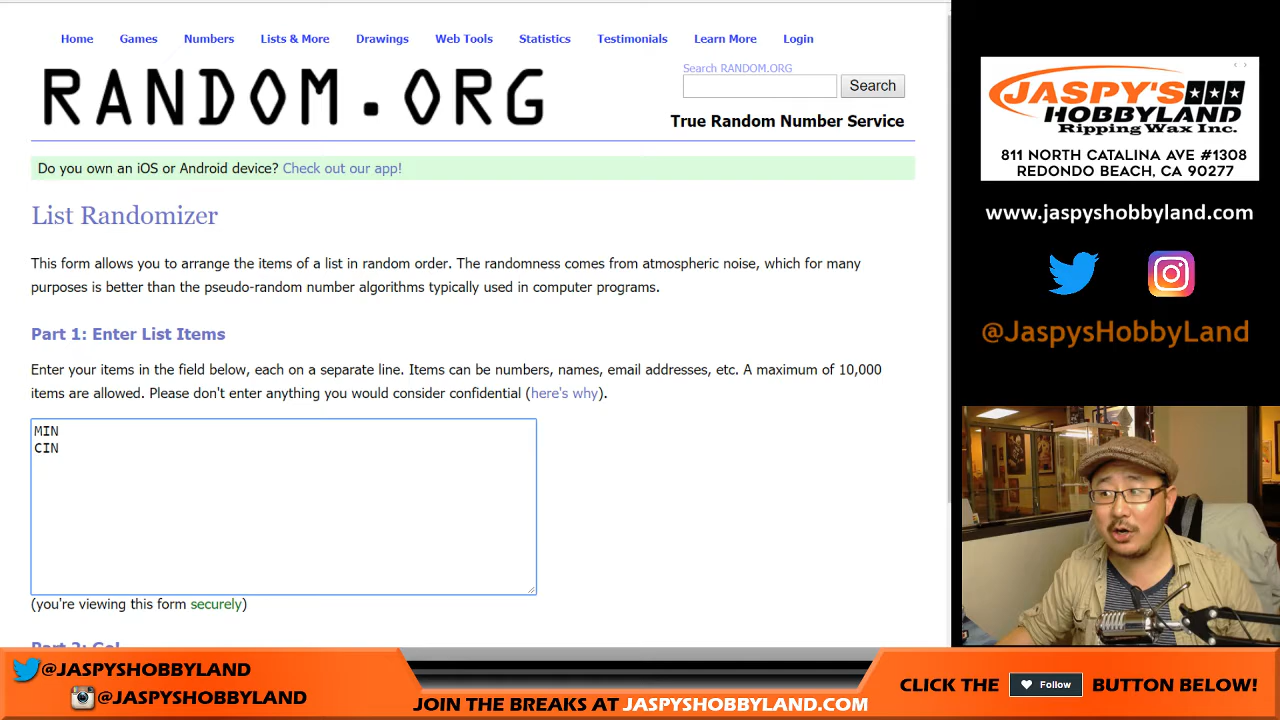 Home Games Numbers Lists & More Drawings Web Tools Statistics Testimonials Learn More Login
RANDOM.ORG
Search RANDOM.ORG
Search
True Random Number Service
Do you own an iOS or Android device? Check out our app!
List Randomizer
This form allows you to arrange the items of a list in random order. The randomness comes from atmospheric noise, which for many
purposes is better than the pseudo-random number algorithms typically used in computer programs.
Part 1: Enter List Items
Enter your items in the field below, each on a separate line. Items can be numbers, names, email addresses, etc. A maximum of 10,000
items are allowed. Please don't enter anything you would consider confidential (here's why).
MIN
CIN
(you're viewing this form securely)
Part 2: Go!
JASPY'S
HOBBYLAND
Ripping Wax Inc.
811 NORTH CATALINA AVE #1308
REDONDO BEACH, CA 90277
www.jaspyshobbyland.com
@JaspysHobbyLand
@JASPYSHOBBYLAND
@JASPYSHOBBYLAND
JOIN THE BREAKS AT JASPYSHOBBYLAND.COM
CLICK THE Follow BUTTON BELOW!